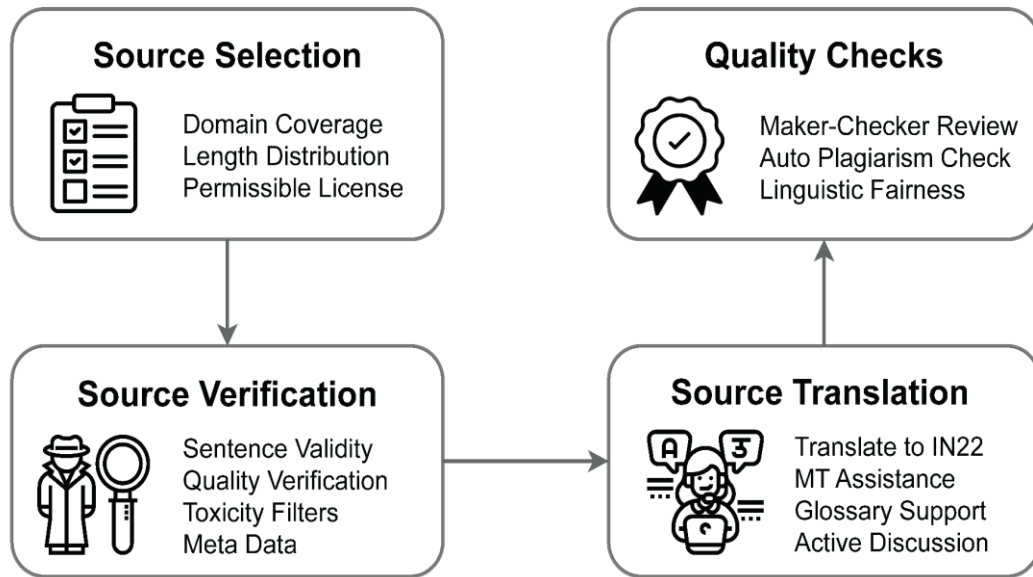 Source Selection
Domain Coverage
Length Distribution
Permissible License
Source Verification
Sentence Validity
Quality Verification
Toxicity Filters
Meta Data
Source Translation
A
Translate to IN22
MT Assistance
Glossary Support
Active Discussion
Quality Checks
Maker-Checker Review
Auto Plagiarism Check
Linguistic Fairness